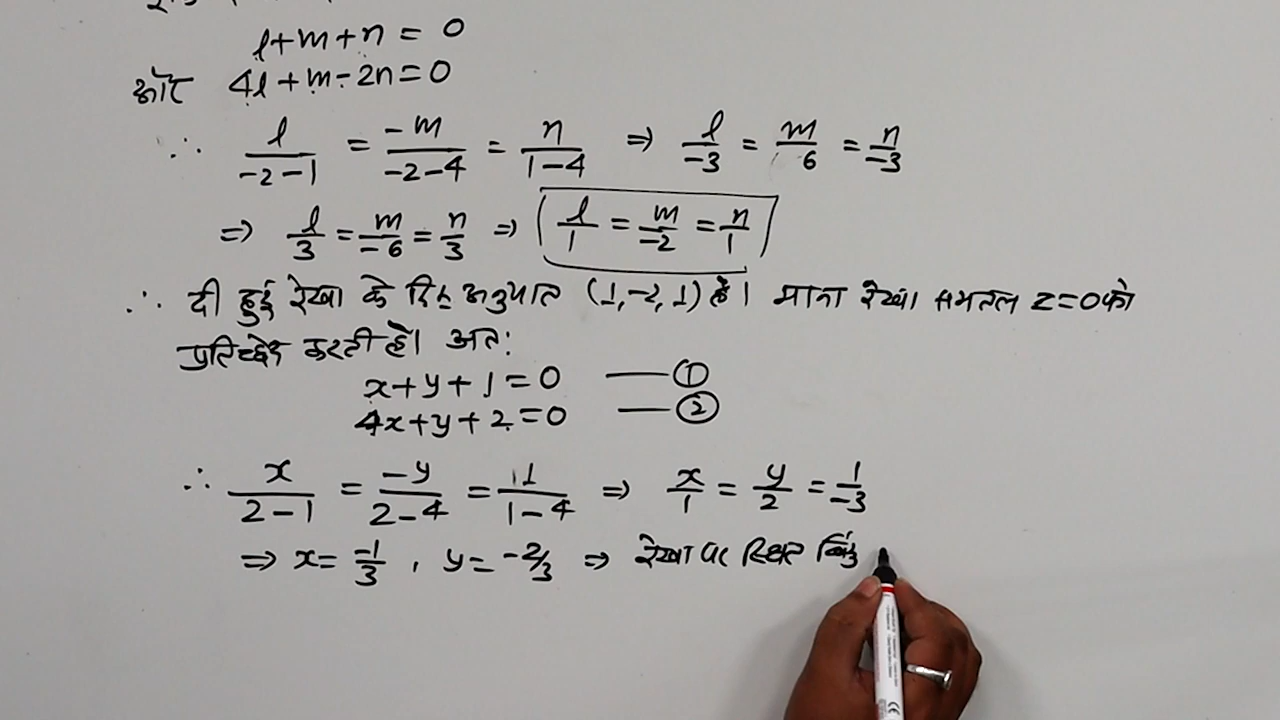 l+m+n = 0
और 4l+m-2n=0
∴ l/(-2-1) = -m/(-2-4) = n/(1-4) ⇒ l/-3 = m/6 = n/-3
⇒ l/3 = m/-6 = n/3 ⇒ l/1 = m/-2 = n/1
∴ दी हुई रेखा के दिक् अनुपात (1,-2,1) है। माना रेखा समतल z=0 को
प्रतिच्छेद करती है। अतः
x+y+1=0 —— ①
4x+y+2=0 —— ②
∴ x/(2-1) = -y/(2-4) = 1/(1-4) ⇒ x/1 = y/2 = 1/-3
⇒ x= -1/3 , y= -2/3 ⇒ रेखा पर स्थित बिंदु